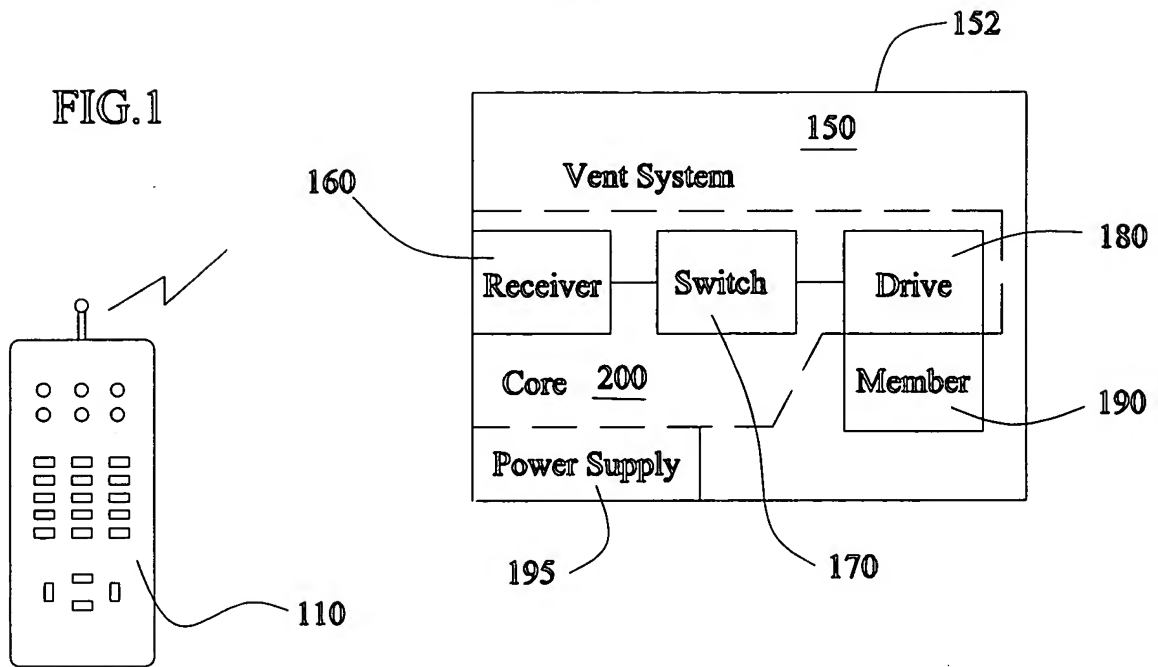 FIG.1
152
150
Vent System
160
180
Receiver
Switch
Drive
Core 200
Member
190
Power Supply
195
170
110